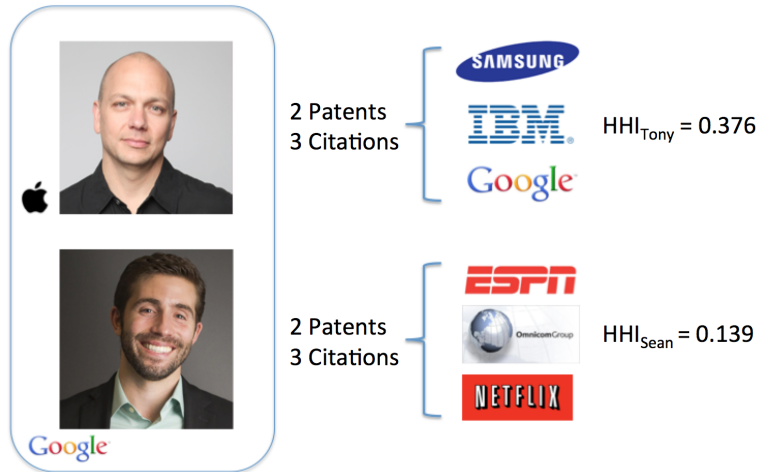 2 Patents
3 Citations
SAMSUNG
IBM®
Google
HHITony = 0.376
2 Patents
3 Citations
ESPN
OmnicomGroup
NETFLIX
HHISean = 0.139
Google